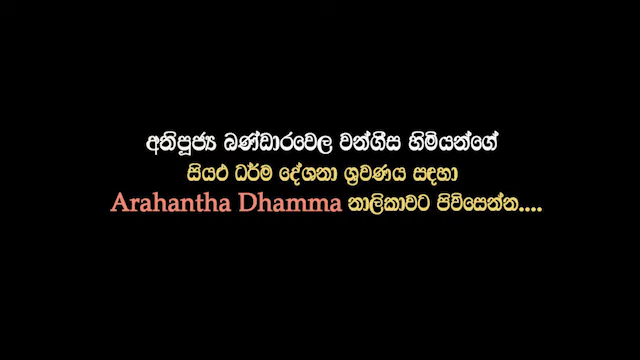 අතිපූජ්‍ය බණ්ඩාරවෙල වන්ගීස හිමියන්ගේ
සියළු ධර්ම දේශනා ශ්‍රවණය සඳහා
Arahantha Dhamma නාලිකාවට පිවිසෙන්න....